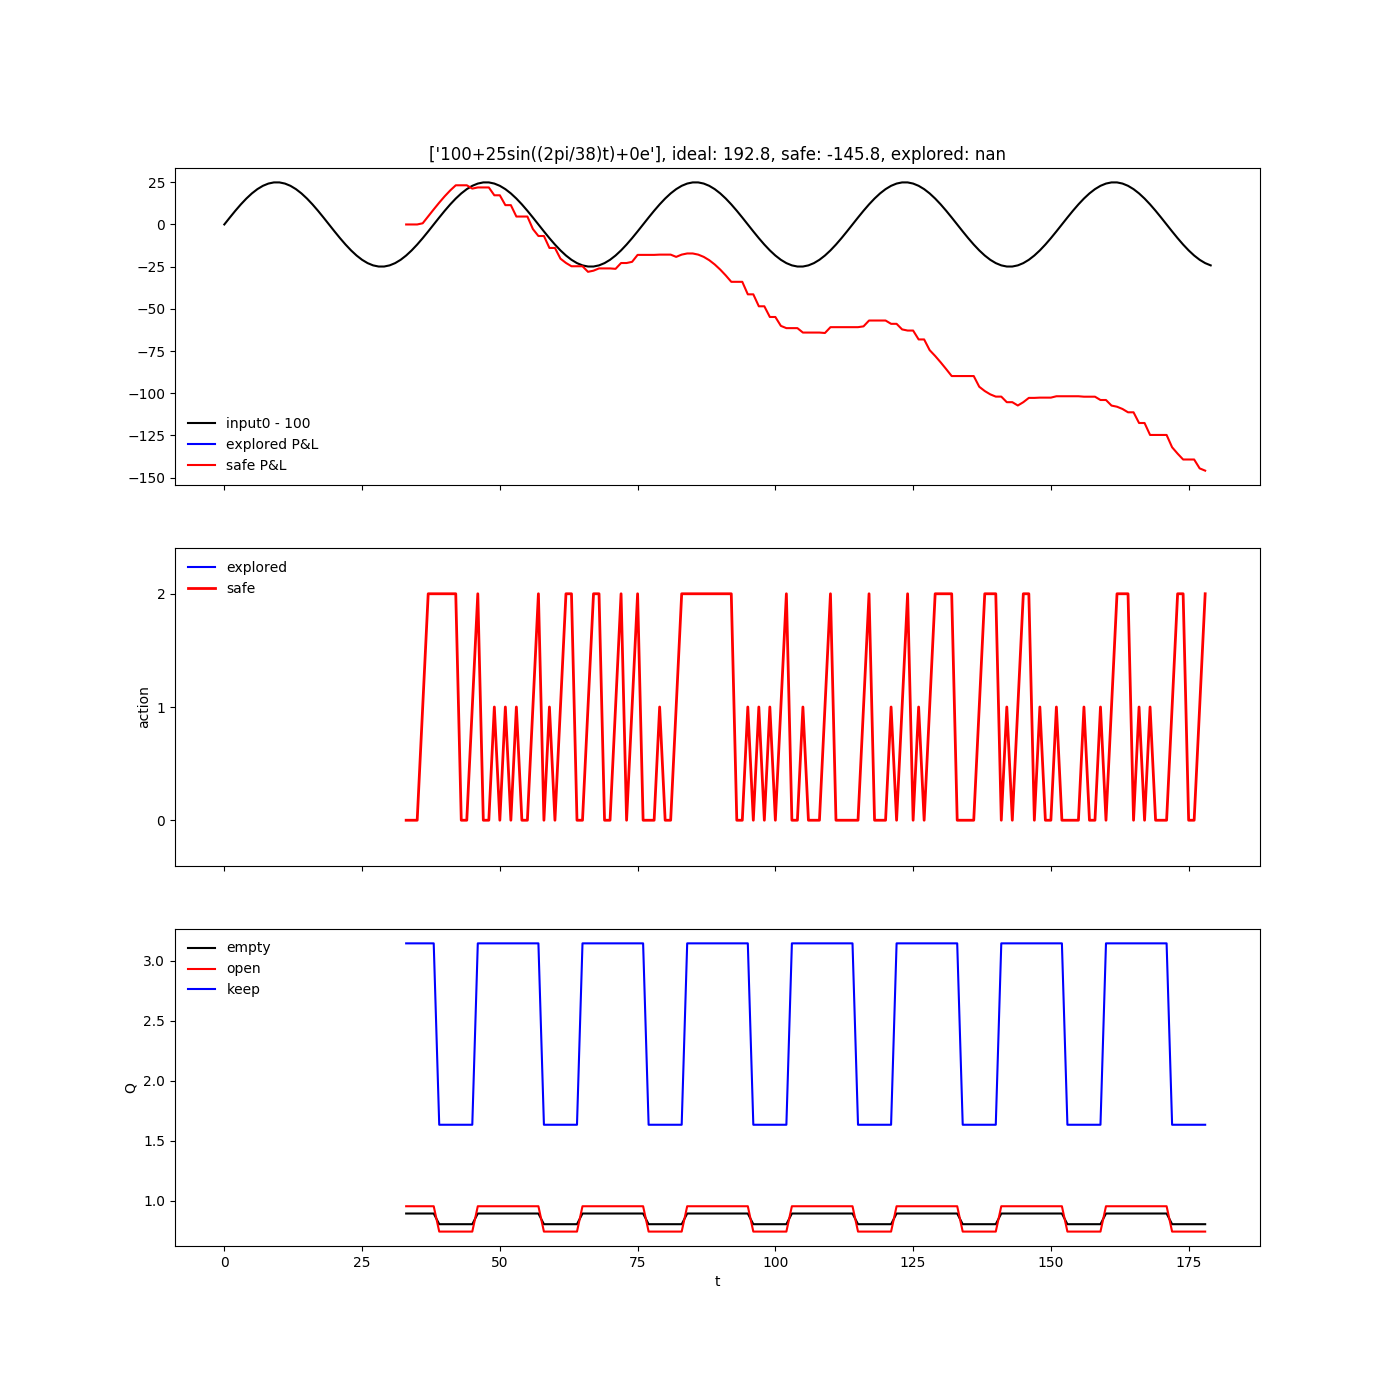 ['100+25sin((2pi/38)t)+0e'], ideal: 192.8, safe: -145.8, explored: nan
25
0
−25
−50
−75
−100
−125
−150
input0 - 100
explored P&L
safe P&L
explored
safe
2
1
0
action
empty
open
keep
3.0
2.5
2.0
1.5
1.0
Q
0 25 50 75 100 125 150 175
t